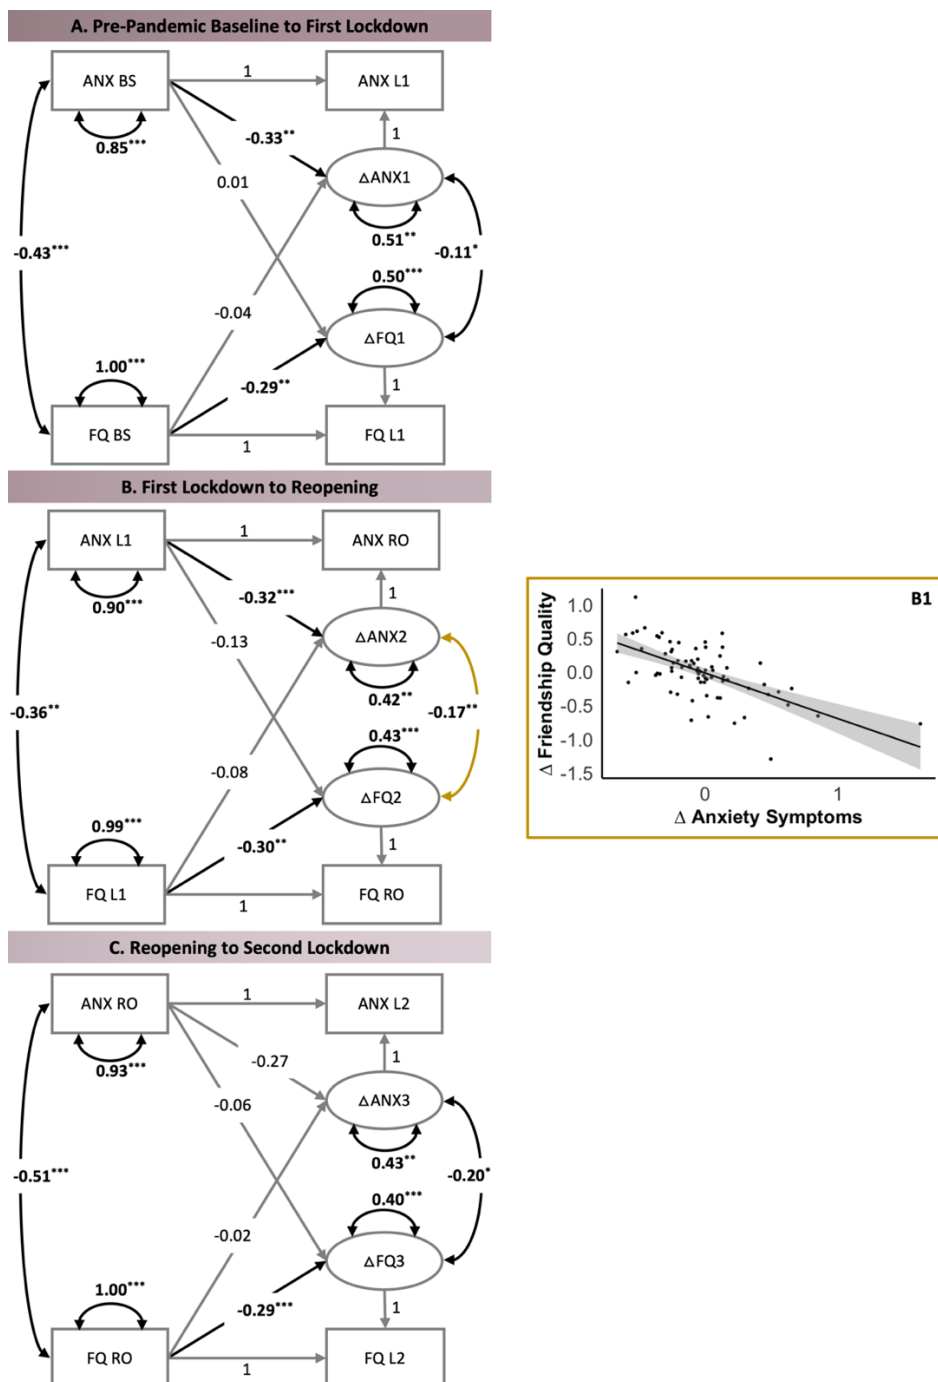 A. Pre-Pandemic Baseline to First Lockdown
ANX BS
1
ANX L1
0.85***
-0.33**
1
0.01
△ANX1
-0.43***
0.51**
-0.11*
0.50***
-0.04
△FQ1
1.00***
-0.29**
1
FQ BS
1
FQ L1
B. First Lockdown to Reopening
ANX L1
1
ANX RO
0.90***
-0.32***
1
-0.13
△ANX2
-0.36**
0.42**
-0.17**
0.43***
-0.08
△FQ2
0.99***
-0.30**
1
FQ L1
1
FQ RO
B1
1.0
0.5
0.0
-0.5
-1.0
-1.5
Δ Friendship Quality
0 1
Δ Anxiety Symptoms
C. Reopening to Second Lockdown
ANX RO
1
ANX L2
0.93***
-0.27
1
-0.06
△ANX3
-0.51***
0.43**
-0.20*
0.40***
-0.02
△FQ3
1.00***
-0.29***
1
FQ RO
1
FQ L2